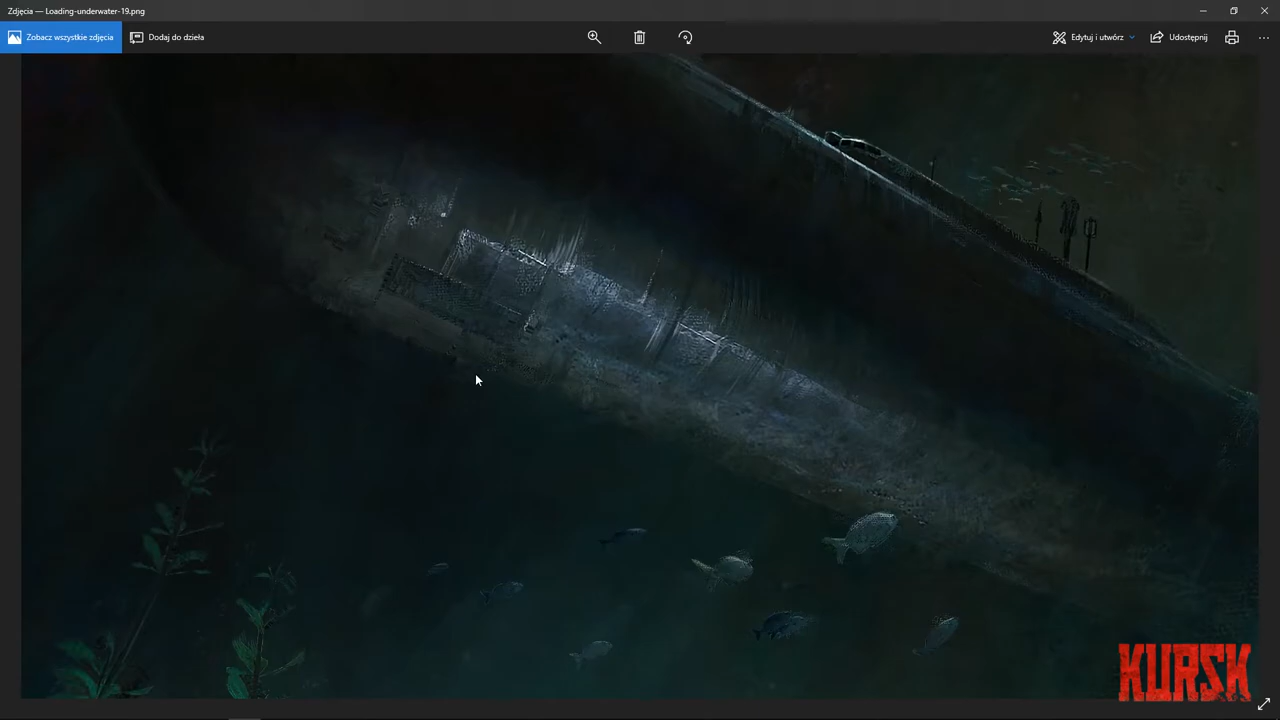 Zdjęcia — Loading-underwater-19.png
Zobacz wszystkie zdjęcia
Dodaj do dzieła
Edytuj i utwórz
Udostępnij
KURSK